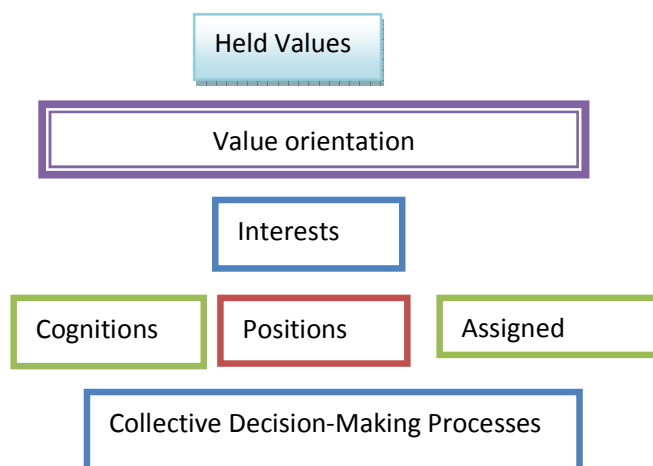 Held Values
Value orientation
Interests
Cognitions
Positions
Assigned
Collective Decision-Making Processes